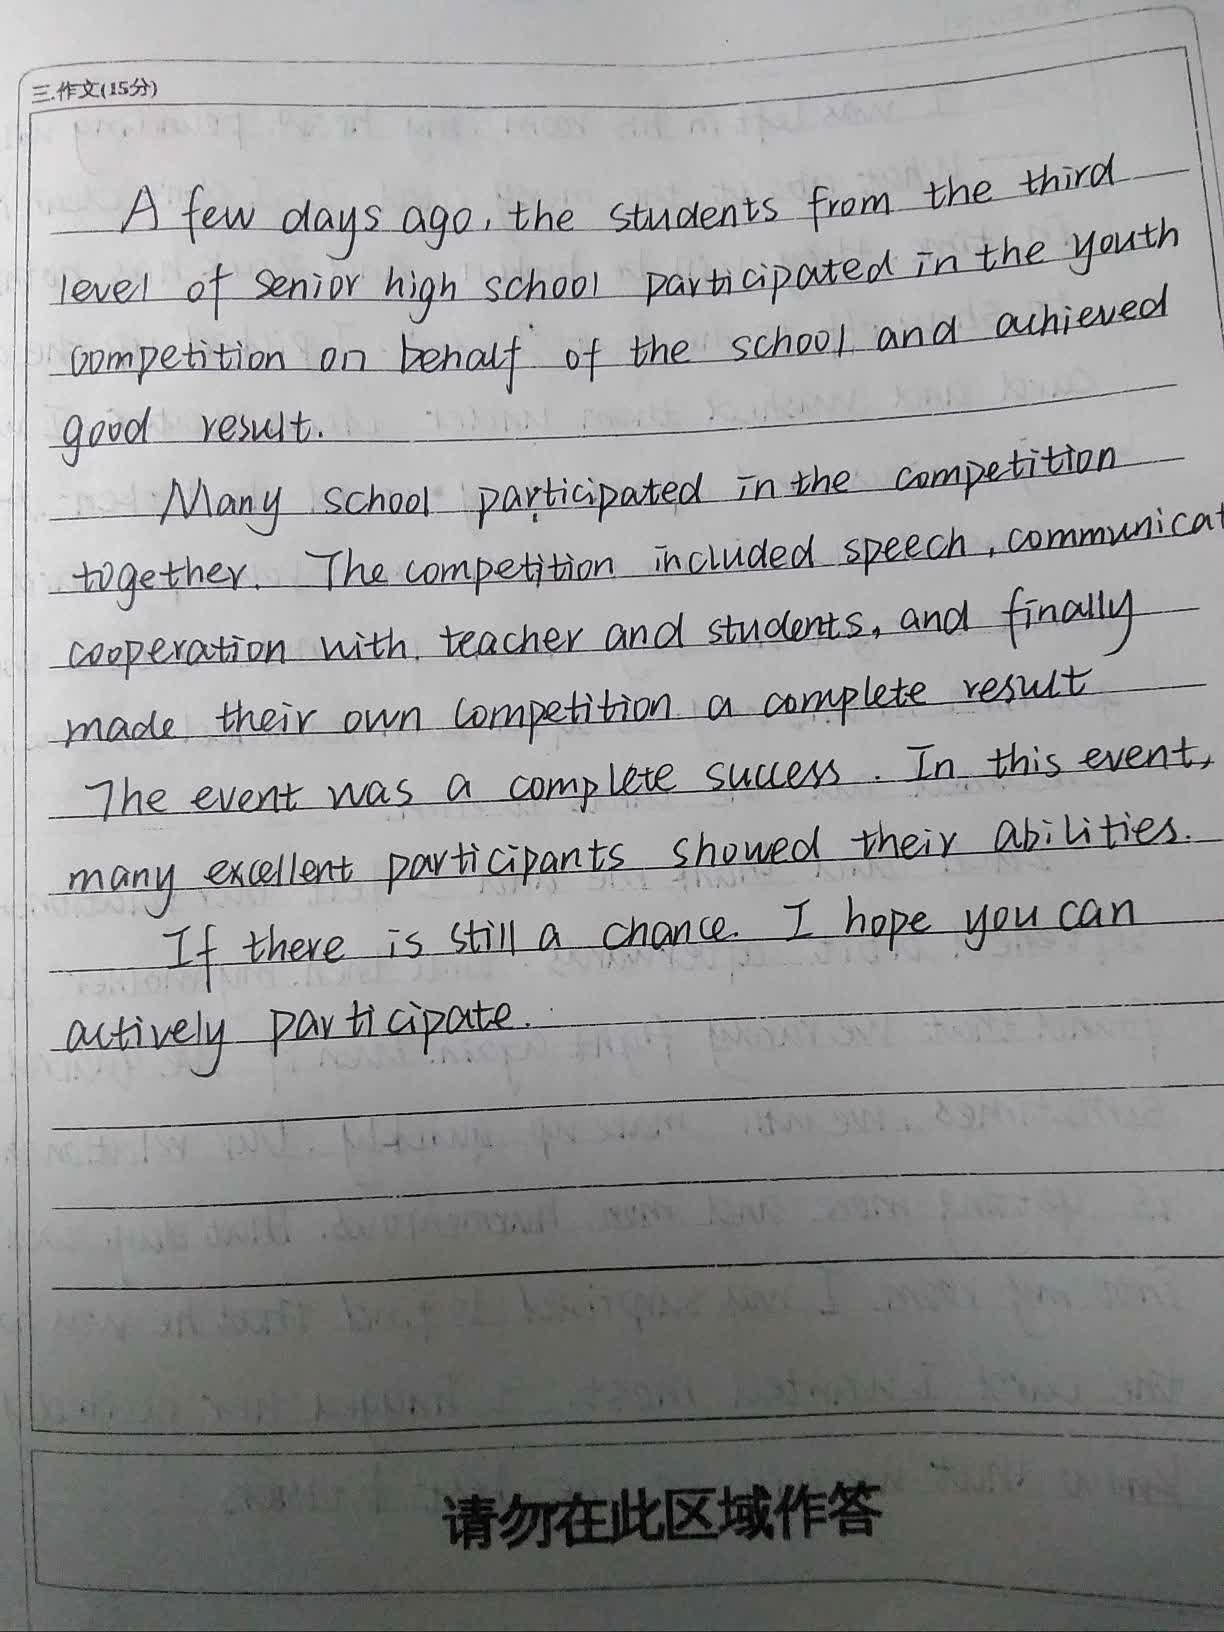 三.作文(15分)
A few days ago, the students from the third
level of senior high school participated in the youth
competition on behalf of the school and achieved
good result.
Many school participated in the competition
together. The competition included speech, communicat
cooperation with teacher and students, and finally
made their own competition a complete result
The event was a complete success. In this event,
many excellent participants showed their abilities.
If there is still a chance. I hope you can
actively participate.
请勿在此区域作答